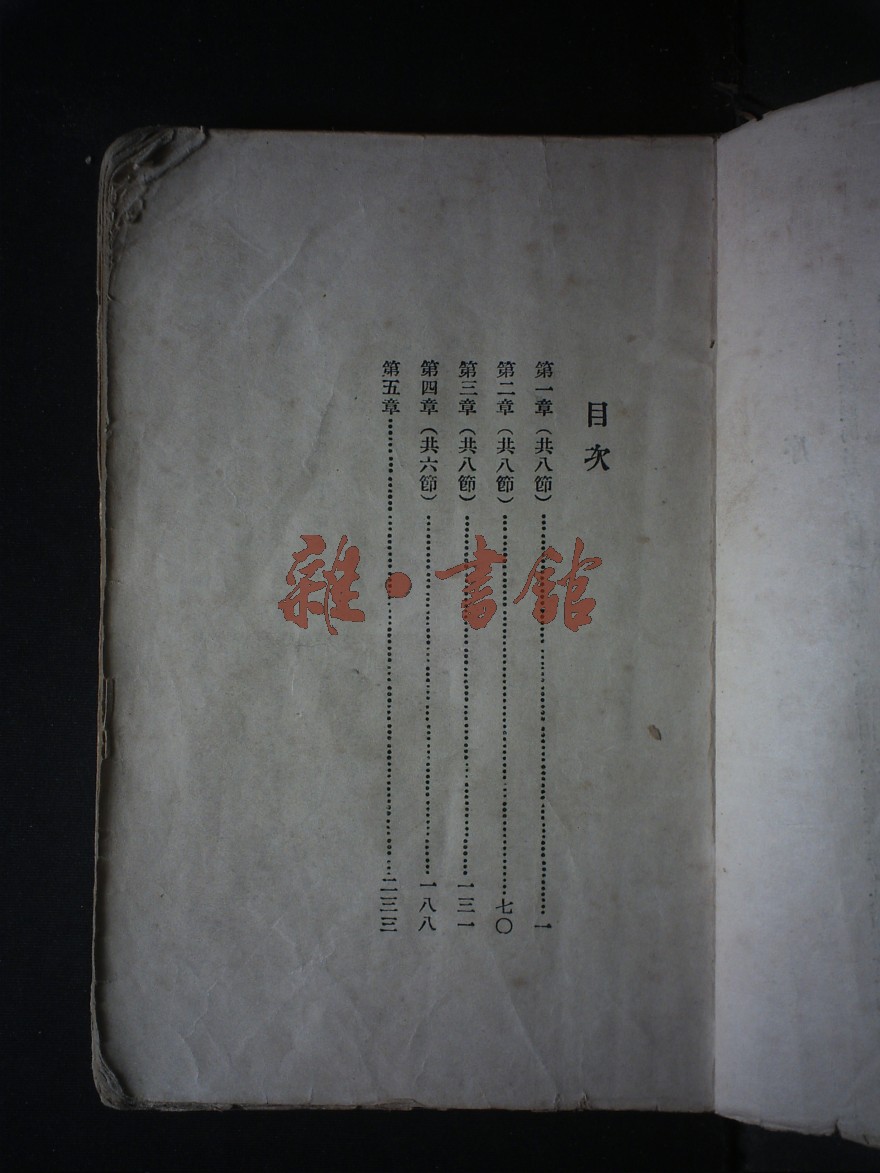 目次
第一章（共八節）……………………一
第二章（共八節）……………………七〇
第三章（共八節）……………………一三一
第四章（共六節）……………………一八八
第五章……………………二三三
雜·書館